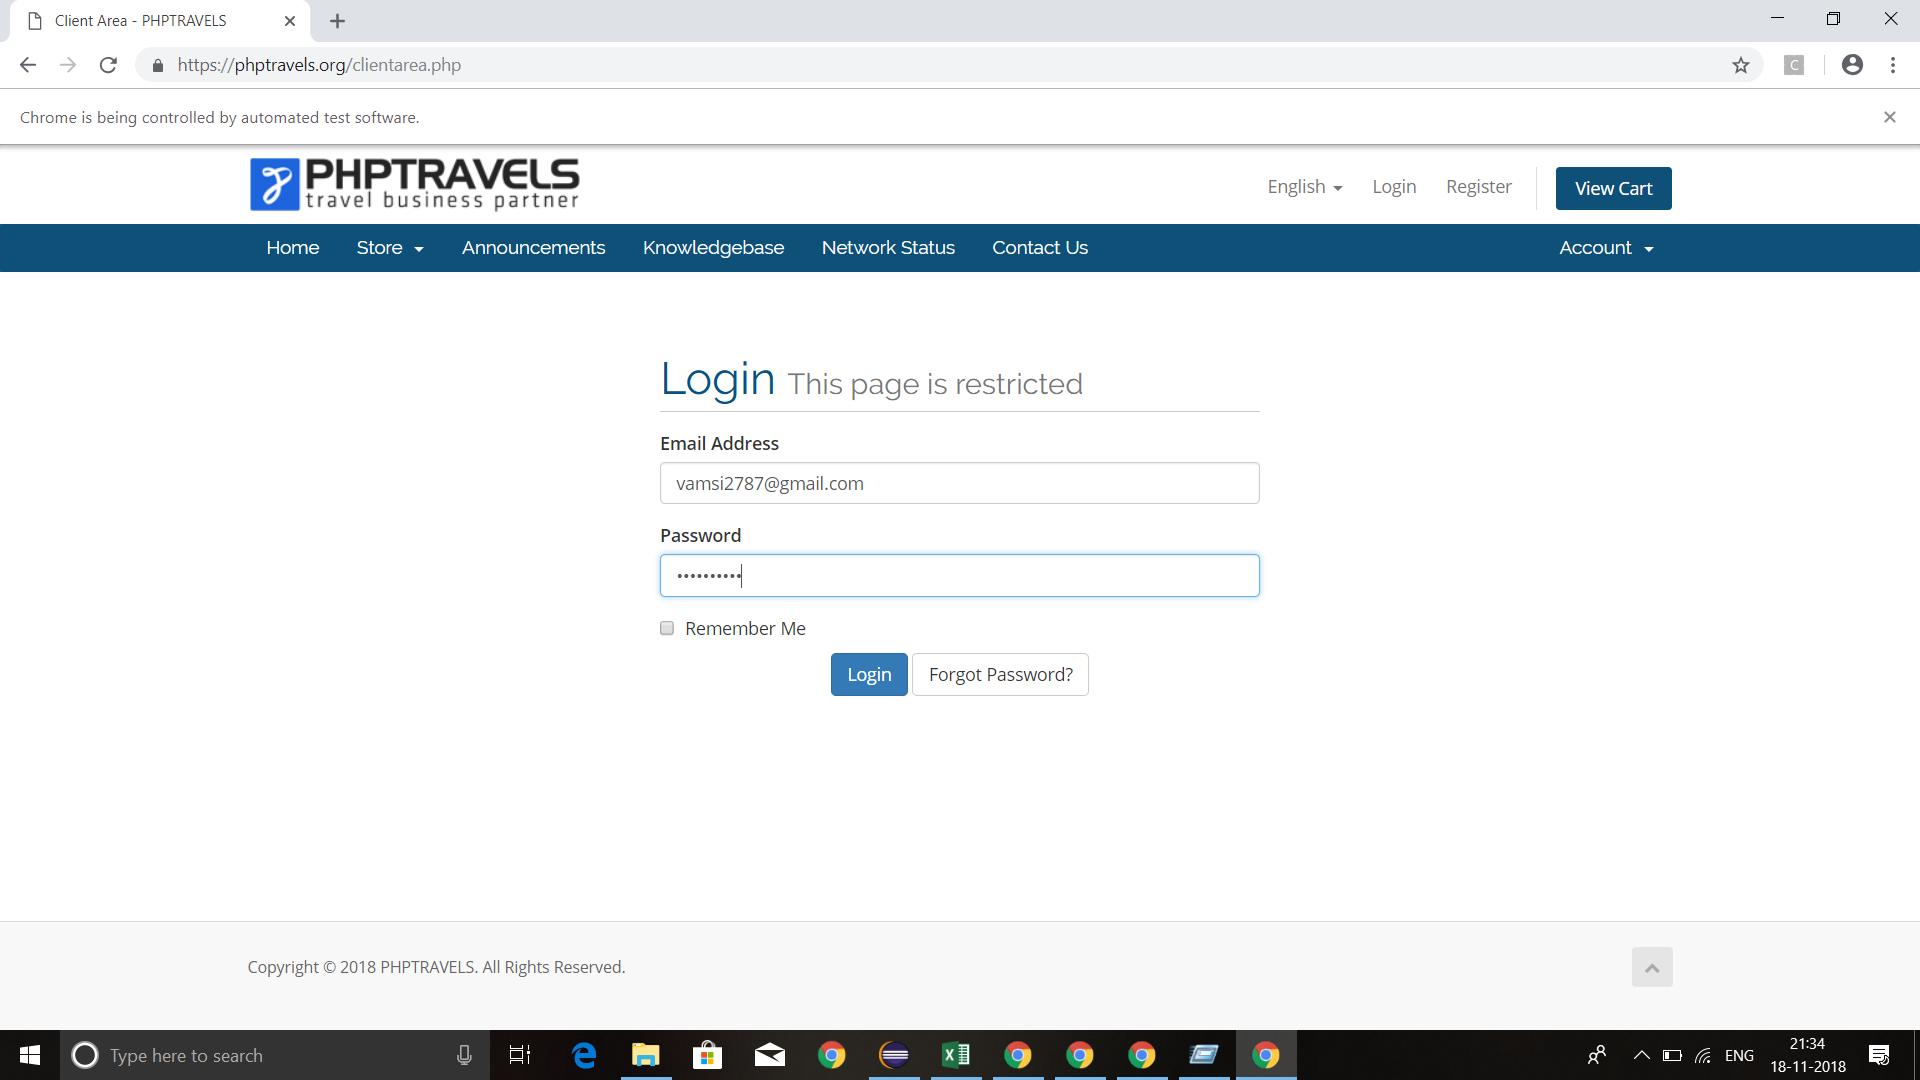 Client Area - PHPTRAVELS
https://phptravels.org/clientarea.php
C
Chrome is being controlled by automated test software.
PHPTRAVELS
travel business partner
English
Login
Register
View Cart
Home
Store
Announcements
Knowledgebase
Network Status
Contact Us
Account
Login This page is restricted
Email Address
vamsi2787@gmail.com
Password
••••••••••
Remember Me
Login
Forgot Password?
Copyright © 2018 PHPTRAVELS. All Rights Reserved.
Type here to search
ENG
21:34
18-11-2018